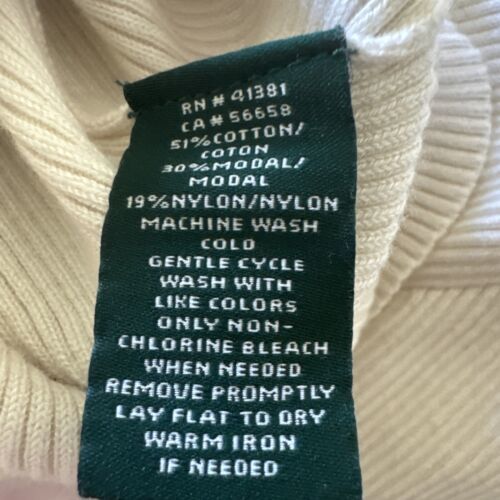 RN # 41381
CA # 56658
51%COTTON/
COTON
30%MODAL/
MODAL
19%NYLON/NYLON
MACHINE WASH
COLD
GENTLE CYCLE
WASH WITH
LIKE COLORS
ONLY NON-
CHLORINE BLEACH
WHEN NEEDED
REMOVE PROMPTLY
LAY FLAT TO DRY
WARM IRON
IF NEEDED